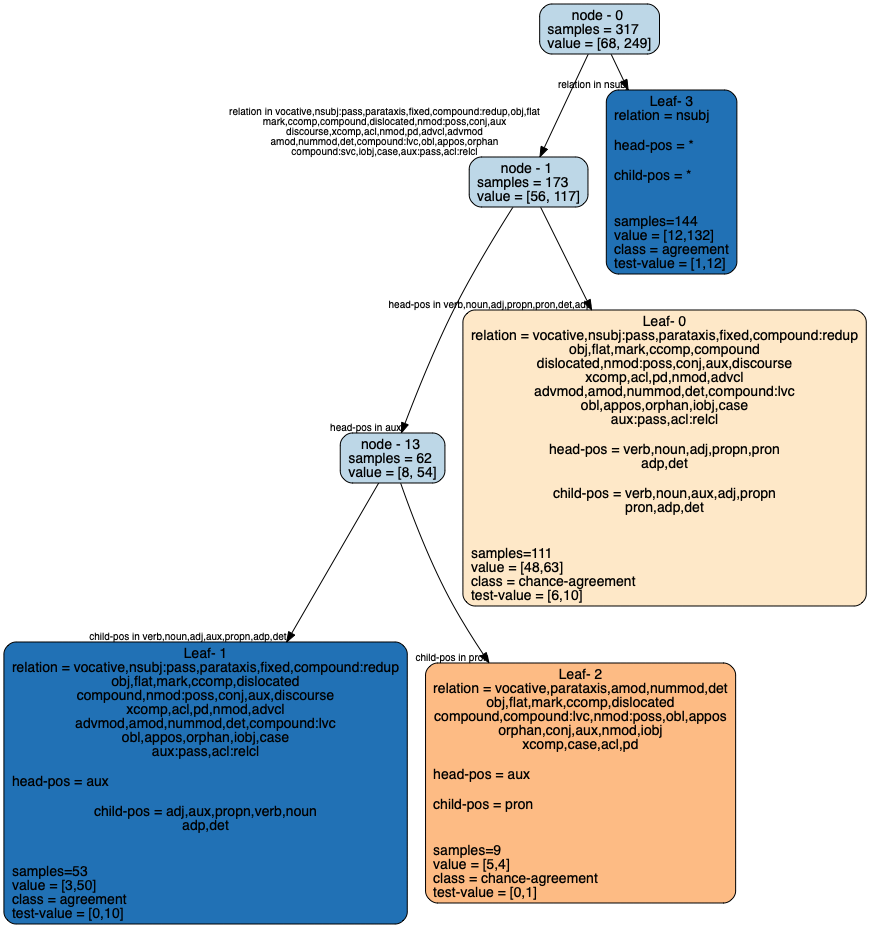 node - 0
samples = 317
value = [68, 249]
relation in nsubj
Leaf- 3
relation = nsubj
head-pos = *
child-pos = *
samples=144
value = [12,132]
class = agreement
test-value = [1,12]
relation in vocative,nsubj:pass,parataxis,fixed,compound:redup,obj,flat
mark,ccomp,compound,dislocated,nmod:poss,conj,aux
discourse,xcomp,acl,nmod,pd,advcl,advmod
amod,nummod,det,compound:lvc,obl,appos,orphan
compound:svc,iobj,case,aux:pass,acl:relcl
node - 1
samples = 173
value = [56, 117]
head-pos in verb,noun,adj,propn,pron,det,adp
Leaf- 0
relation = vocative,nsubj:pass,parataxis,fixed,compound:redup
obj,flat,mark,ccomp,compound
dislocated,nmod:poss,conj,aux,discourse
xcomp,acl,pd,nmod,advcl
advmod,amod,nummod,det,compound:lvc
obl,appos,orphan,iobj,case
aux:pass,acl:relcl
head-pos = verb,noun,adj,propn,pron
adp,det
child-pos = verb,noun,aux,adj,propn
pron,adp,det
samples=111
value = [48,63]
class = chance-agreement
test-value = [6,10]
head-pos in aux
node - 13
samples = 62
value = [8, 54]
child-pos in verb,noun,adj,aux,propn,adp,det
Leaf- 1
relation = vocative,nsubj:pass,parataxis,fixed,compound:redup
obj,flat,mark,ccomp,dislocated
compound,nmod:poss,conj,aux,discourse
xcomp,acl,pd,nmod,advcl
advmod,amod,nummod,det,compound:lvc
obl,appos,orphan,iobj,case
aux:pass,acl:relcl
head-pos = aux
child-pos = adj,aux,propn,verb,noun
adp,det
samples=53
value = [3,50]
class = agreement
test-value = [0,10]
child-pos in pron
Leaf- 2
relation = vocative,parataxis,amod,nummod,det
obj,flat,mark,ccomp,dislocated
compound,compound:lvc,nmod:poss,obl,appos
orphan,conj,aux,nmod,iobj
xcomp,case,acl,pd
head-pos = aux
child-pos = pron
samples=9
value = [5,4]
class = chance-agreement
test-value = [0,1]